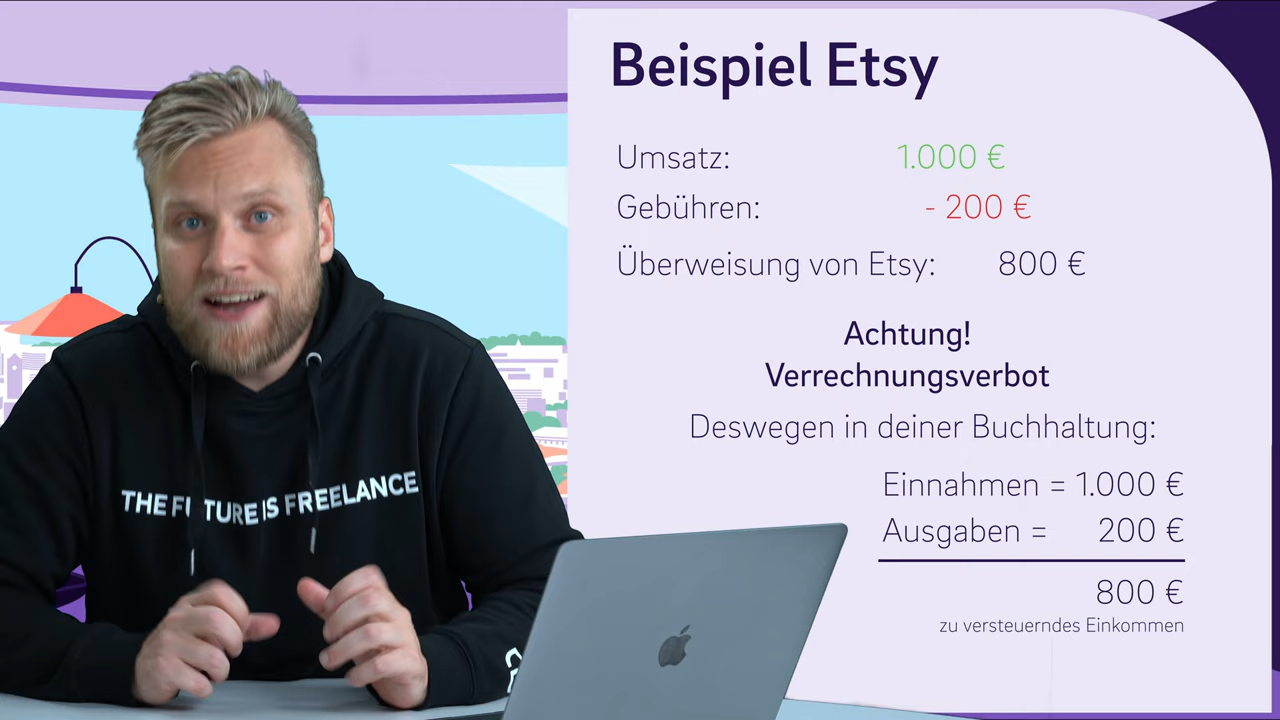 Beispiel Etsy
Umsatz: 1.000 €
Gebühren: - 200 €
Überweisung von Etsy: 800 €
Achtung!
Verrechnungsverbot
Deswegen in deiner Buchhaltung:
Einnahmen = 1.000 €
Ausgaben = 200 €
800 €
zu versteuerndes Einkommen
THE FUTURE IS FREELANCE